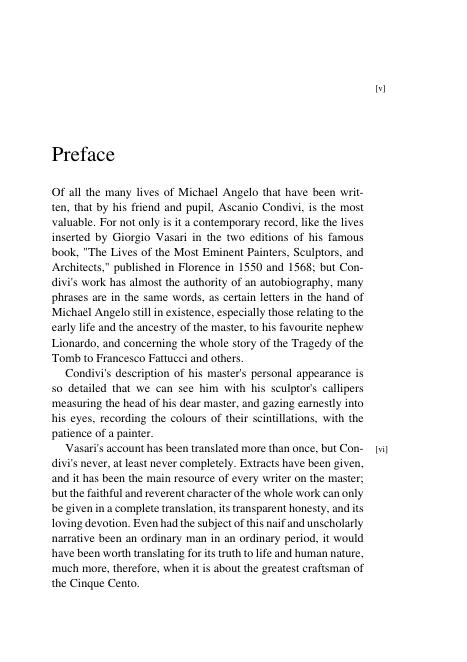 [v]
Preface
Of all the many lives of Michael Angelo that have been writ-
ten, that by his friend and pupil, Ascanio Condivi, is the most
valuable. For not only is it a contemporary record, like the lives
inserted by Giorgio Vasari in the two editions of his famous
book, "The Lives of the Most Eminent Painters, Sculptors, and
Architects," published in Florence in 1550 and 1568; but Con-
divi's work has almost the authority of an autobiography, many
phrases are in the same words, as certain letters in the hand of
Michael Angelo still in existence, especially those relating to the
early life and the ancestry of the master, to his favourite nephew
Lionardo, and concerning the whole story of the Tragedy of the
Tomb to Francesco Fattucci and others.
Condivi's description of his master's personal appearance is
so detailed that we can see him with his sculptor's callipers
measuring the head of his dear master, and gazing earnestly into
his eyes, recording the colours of their scintillations, with the
patience of a painter.
Vasari's account has been translated more than once, but Con- [vi]
divi's never, at least never completely. Extracts have been given,
and it has been the main resource of every writer on the master;
but the faithful and reverent character of the whole work can only
be given in a complete translation, its transparent honesty, and its
loving devotion. Even had the subject of this naif and unscholarly
narrative been an ordinary man in an ordinary period, it would
have been worth translating for its truth to life and human nature,
much more, therefore, when it is about the greatest craftsman of
the Cinque Cento.